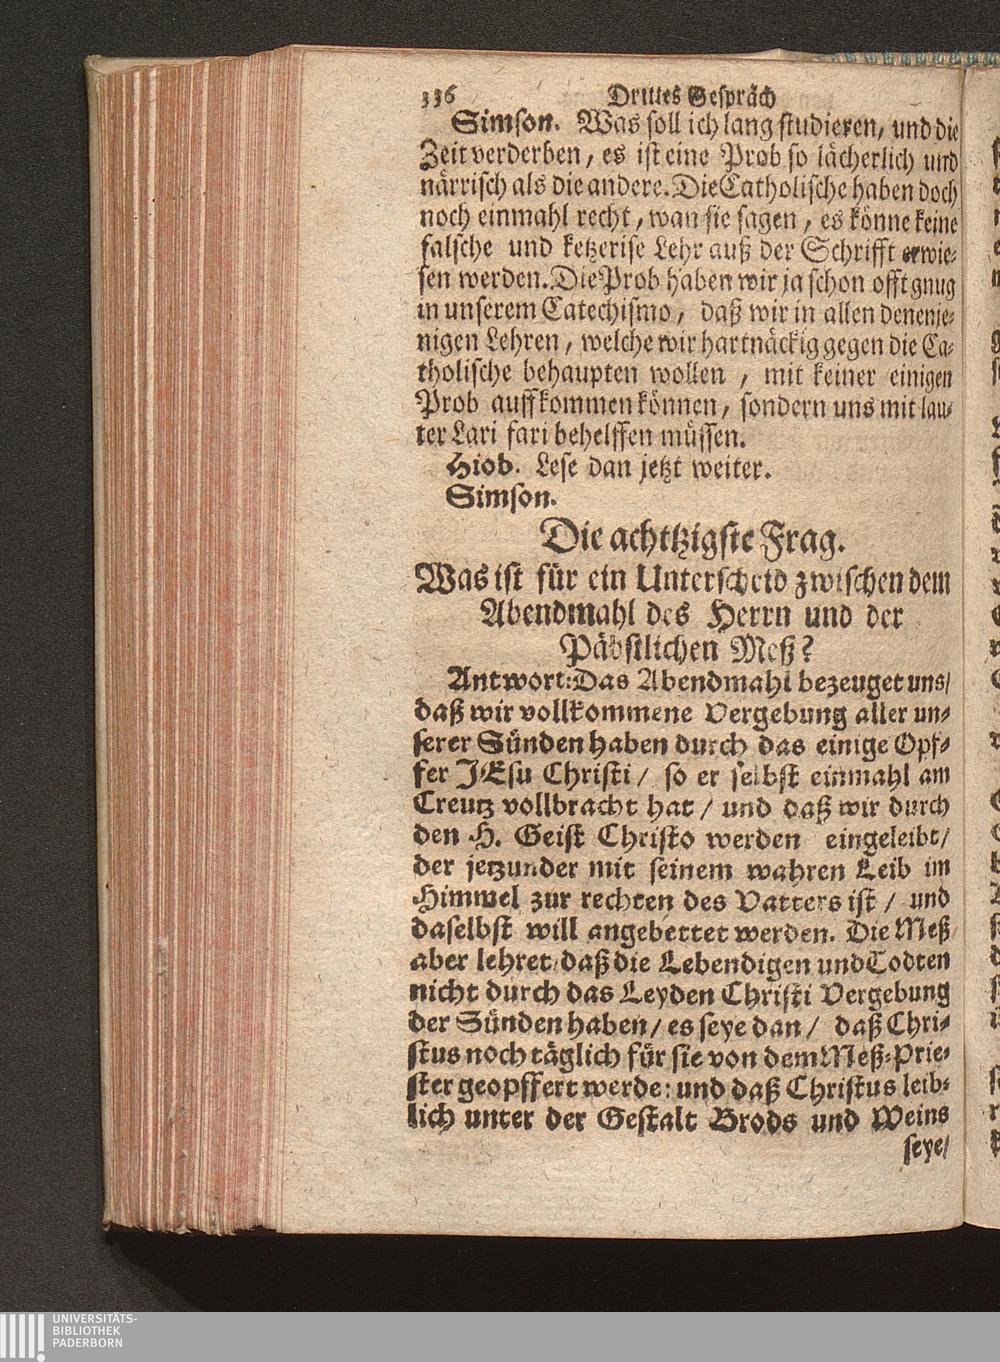 336 Drittes Gespräch
Simson. Was soll ich lang studieren, und die
Zeit verderben, es ist eine Prob so lächerlich und
närrisch als die andere. Die Catholische haben doch
noch einmahl recht, wan sie sagen, es könne keine
falsche und ketzerise Lehr auß der Schrifft erwie-
sen werden. Die Prob haben wir ja schon offt gnug
in unserem Catechismo, daß wir in allen denenje-
nigen Lehren, welche wir hartnäckig gegen die Ca-
tholische behaupten wollen, mit keiner einigen
Prob auffkommen können, sondern uns mit lau-
ter Lari fari behelffen müssen.
Hiob. Lese dan jetzt weiter.
Simson.
Die achtzigste Frag.
Was ist für ein Unterscheid zwischen dem
Abendmahl des Herrn und der
Päbstlichen Meß?
Antwort: Das Abendmahl bezeuget uns/
daß wir vollkommene Vergebung aller un-
serer Sünden haben durch das einige Opf-
fer JEsu Christi/ so er selbst einmahl am
Creutz vollbracht hat/ und daß wir durch
den H. Geist Christo werden eingeleibt/
der jetzunder mit seinem wahren Leib im
Himmel zur rechten des Vatters ist/ und
daselbst will angebettet werden. Die Meß
aber lehret/ daß die Lebendigen und Todten
nicht durch das Leyden Christi Vergebung
der Sünden haben/ es seye dan/ daß Chri-
stus noch täglich für sie von dem Meß-Prie-
ster geopffert werde: und daß Christus leib-
lich unter der Gestalt Brods und Weins
seye/
UNIVERSITÄTS-
BIBLIOTHEK
PADERBORN